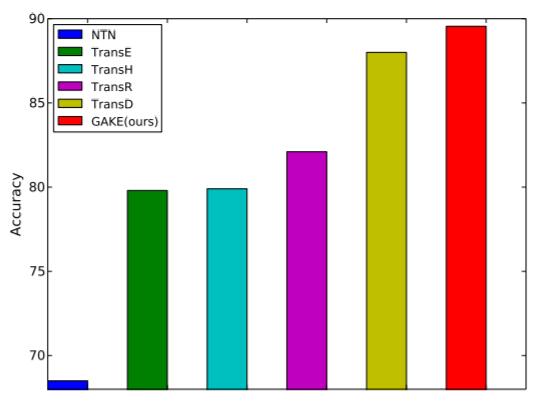 90
85
80
75
70
Accuracy
NTN
TransE
TransH
TransR
TransD
GAKE(ours)